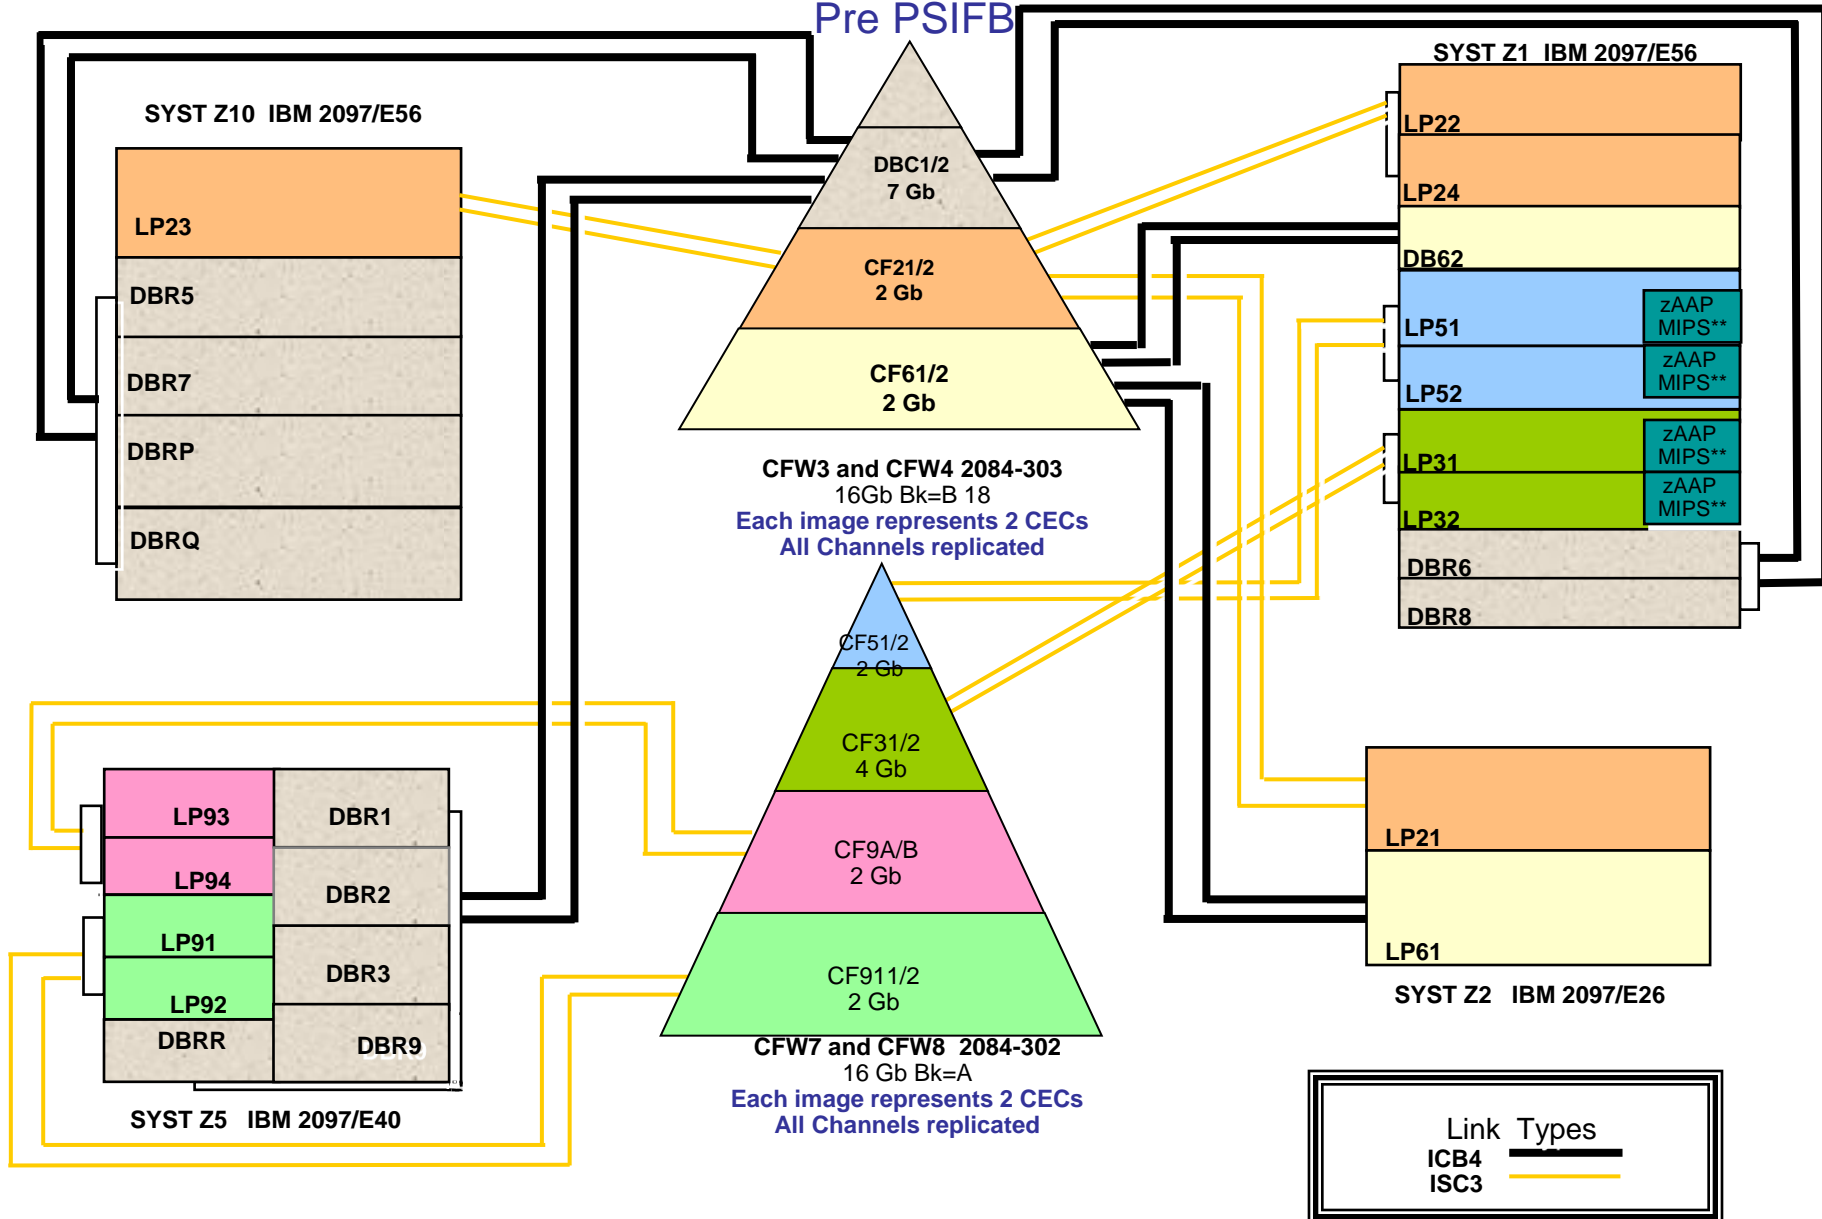 Pre PSIFB
SYST Z10  IBM 2097/E56
LP23
DBR5
DBR7
DBRP
DBRQ
DBC1/2
7 Gb
CF21/2
2 Gb
CF61/2
2 Gb
CFW3 and CFW4 2084-303
16Gb Bk=B 18
Each image represents 2 CECs
All Channels replicated
SYST Z1  IBM 2097/E56
LP22
LP24
DB62
LP51
zAAP
MIPS**
LP52
zAAP
MIPS**
LP31
zAAP
MIPS**
LP32
zAAP
MIPS**
DBR6
DBR8
CF51/2
2 Gb
CF31/2
4 Gb
CF9A/B
2 Gb
CF911/2
2 Gb
CFW7 and CFW8  2084-302
16 Gb Bk=A
Each image represents 2 CECs
All Channels replicated
LP93
DBR1
LP94
DBR2
LP91
DBR3
LP92
DBRR
DBR9
SYST Z5   IBM 2097/E40
LP21
LP61
SYST Z2   IBM 2097/E26
Link  Types
ICB4
ISC3